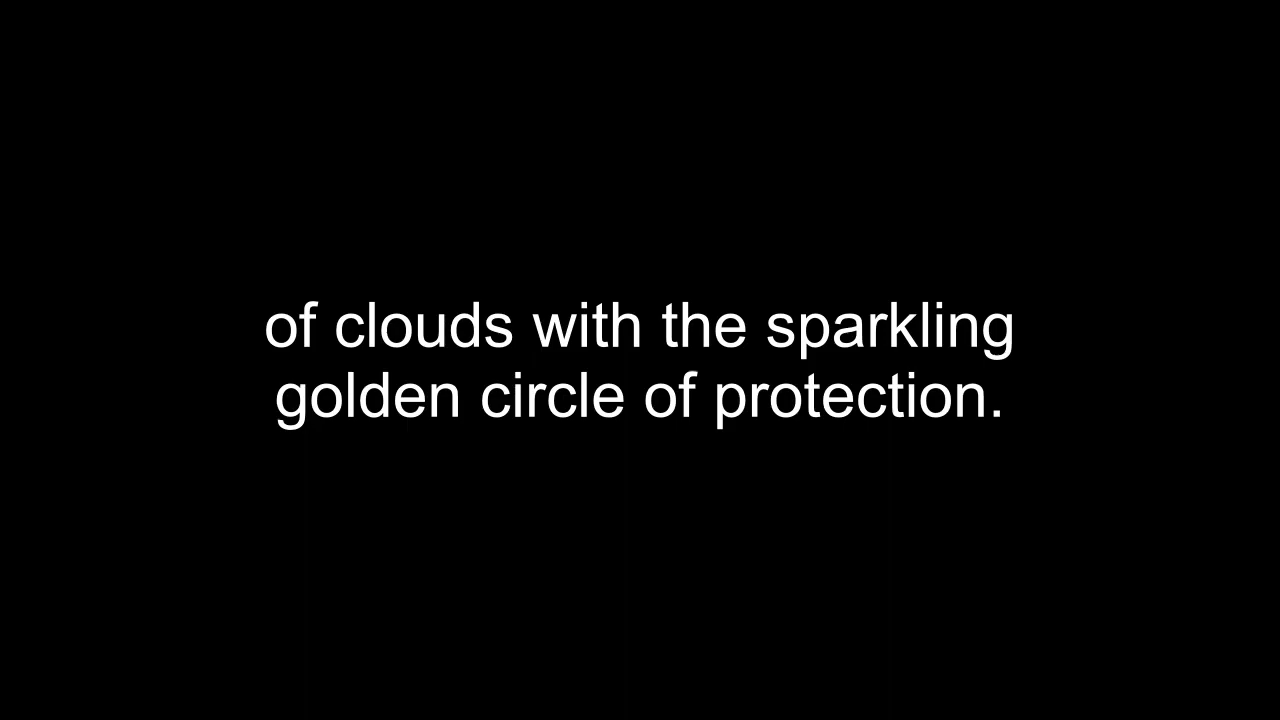 of clouds with the sparkling
golden circle of protection.